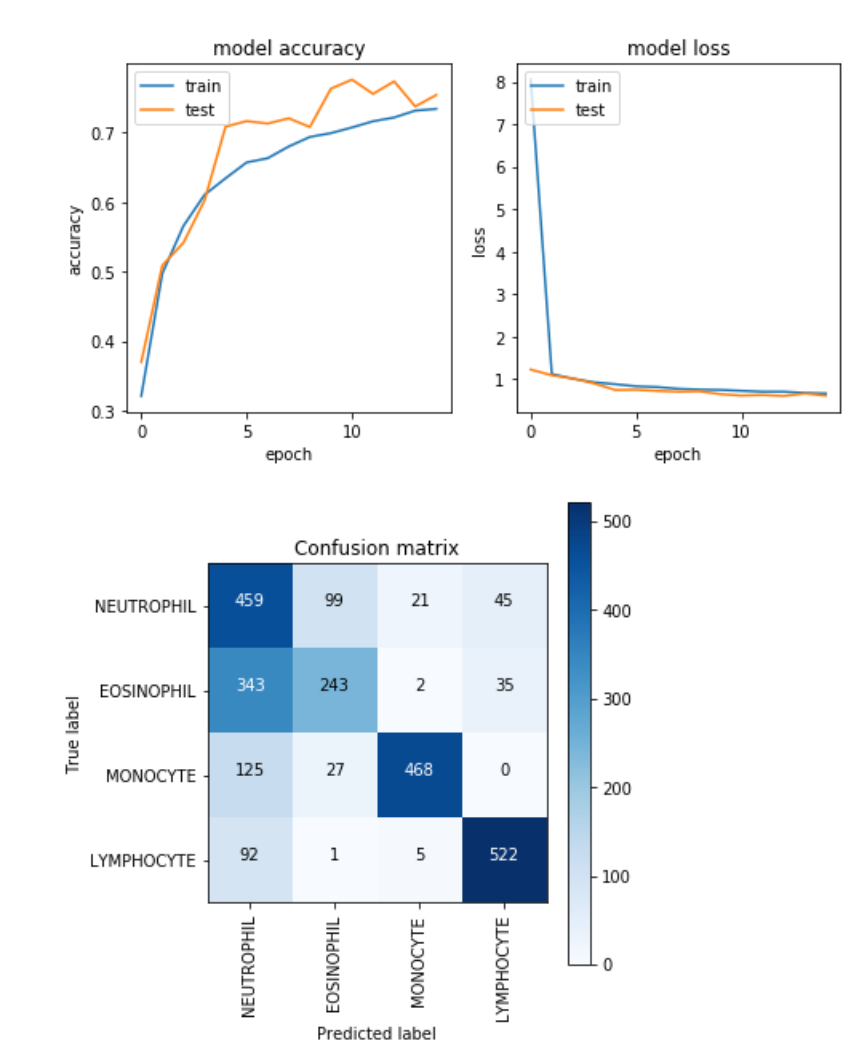 model accuracy
train
test
0.7
0.6
0.5
0.4
0.3
accuracy
0 5 10
epoch
model loss
train
test
8
7
6
5
4
3
2
1
loss
0 5 10
epoch
Confusion matrix
NEUTROPHIL 459 99 21 45
EOSINOPHIL 343 243 2 35
MONOCYTE 125 27 468 0
LYMPHOCYTE 92 1 5 522
True label
NEUTROPHIL EOSINOPHIL MONOCYTE LYMPHOCYTE
Predicted label
500
400
300
200
100
0